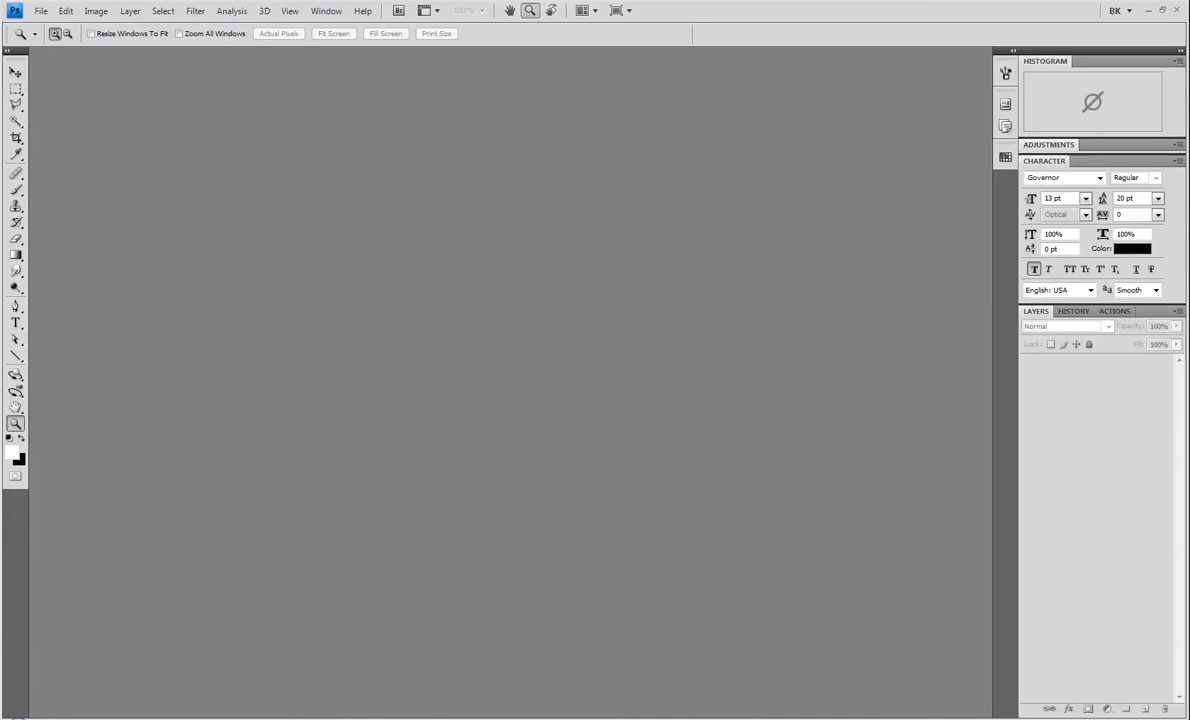 Ps File Edit Image Layer Select Filter Analysis 3D View Window Help Br 100% BK
Resize Windows To Fit Zoom All Windows Actual Pixels Fit Screen Fill Screen Print Size
HISTOGRAM
ADJUSTMENTS
CHARACTER
Governor Regular
13 pt 20 pt
Optical 0
100% 100%
0 pt Color:
English: USA Smooth
LAYERS HISTORY ACTIONS
Normal Opacity: 100%
Lock: Fill: 100%